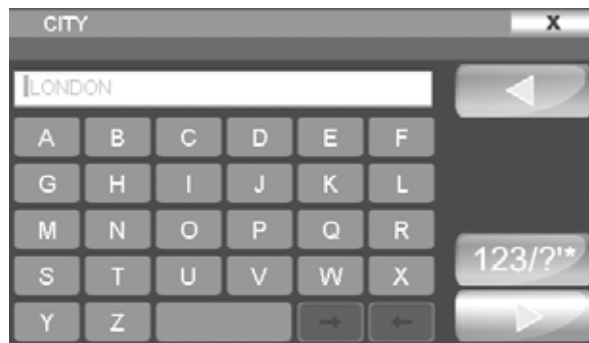 CITY X
LONDON
A B C D E F
G H I J K L
M N O P Q R
S T U V W X
123/?'*
Y Z → ←